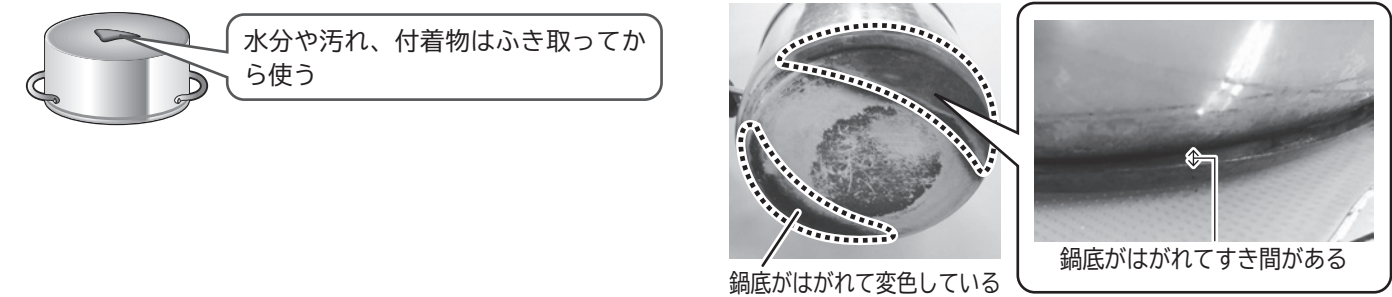 水分や汚れ、付着物はふき取ってか
ら使う
鍋底がはがれて変色している
鍋底がはがれてすき間がある